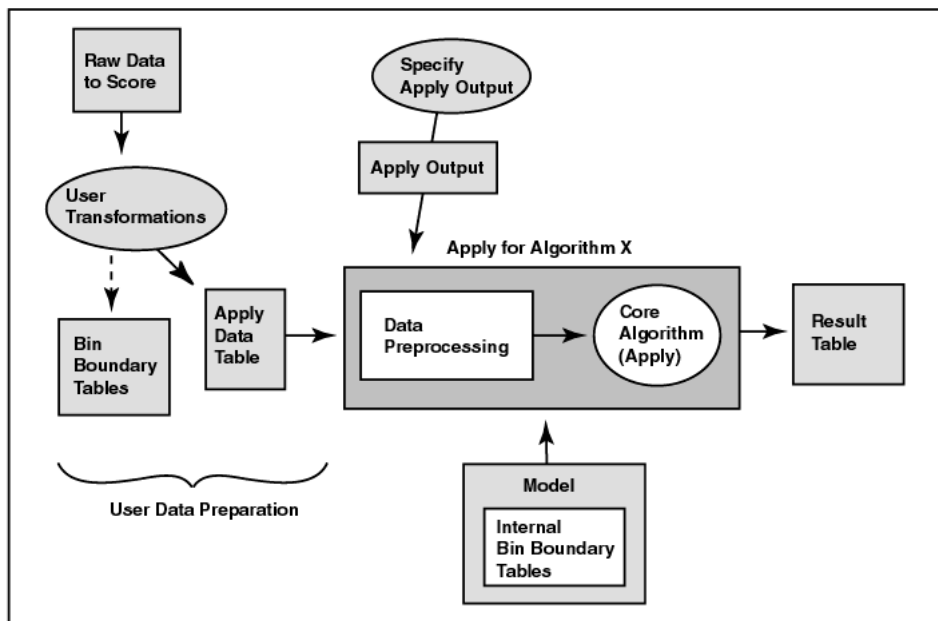 Raw Data
to Score
Specify
Apply Output
User
Transformations
Apply Output
Apply for Algorithm X
Bin
Boundary
Tables
Apply
Data
Table
Data
Preprocessing
Core
Algorithm
(Apply)
Result
Table
User Data Preparation
Model
Internal
Bin Boundary
Tables